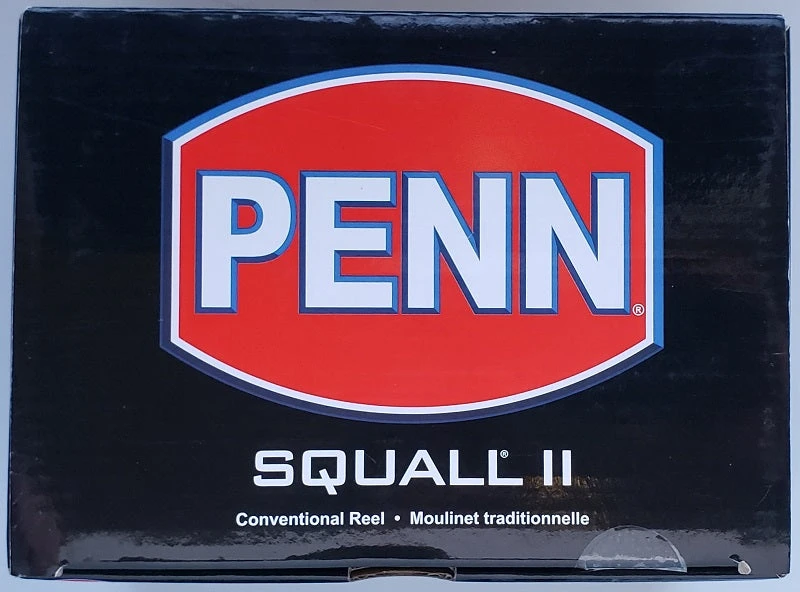 PENN®
SQUALL® II
Conventional Reel • Moulinet traditionnelle